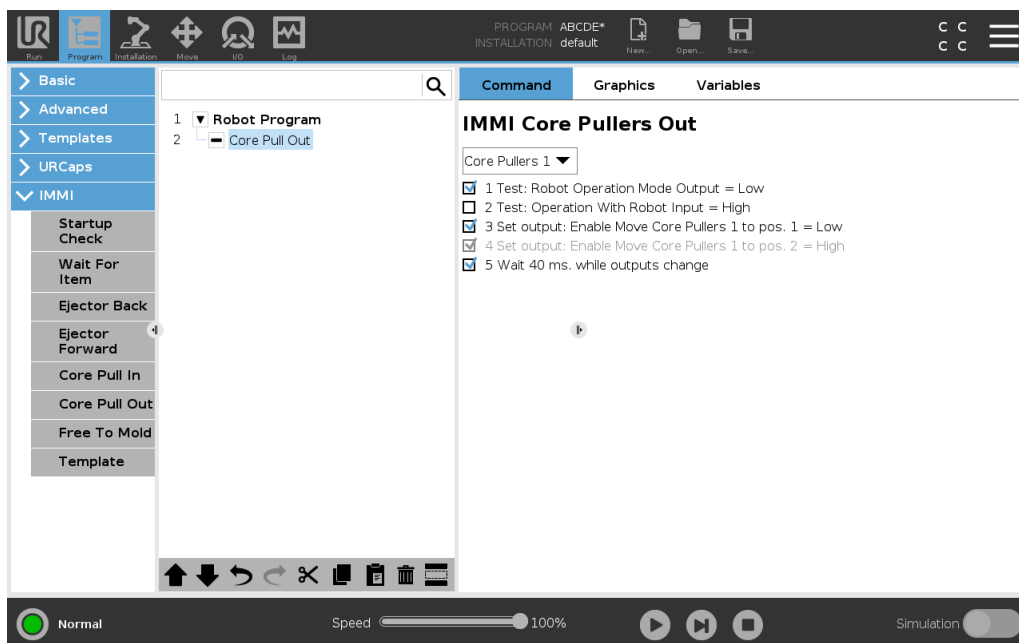 PROGRAM ABCDE*
INSTALLATION default
Run Program Installation Move I/O Log New... Open... Save...
C C
C C
Basic
Advanced
Templates
URCaps
IMMI
Startup
Check
Wait For
Item
Ejector Back
Ejector
Forward
Core Pull In
Core Pull Out
Free To Mold
Template
1 Robot Program
2 Core Pull Out
Command Graphics Variables
IMMI Core Pullers Out
Core Pullers 1
1 Test: Robot Operation Mode Output = Low
2 Test: Operation With Robot Input = High
3 Set output: Enable Move Core Pullers 1 to pos. 1 = Low
4 Set output: Enable Move Core Pullers 1 to pos. 2 = High
5 Wait 40 ms. while outputs change
Normal Speed 100% Simulation